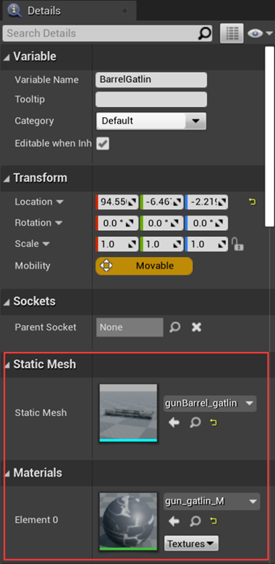 Details
Search Details
Variable
Variable Name BarrelGatlin
Tooltip
Category Default
Editable when Inh
Transform
Location 94.55 -6.46 -2.219
Rotation 0.0 ° 0.0 ° 0.0 °
Scale 1.0 1.0 1.0
Mobility Movable
Sockets
Parent Socket None
Static Mesh
Static Mesh gunBarrel_gatlin
Materials
Element 0 gun_gatlin_M
Textures